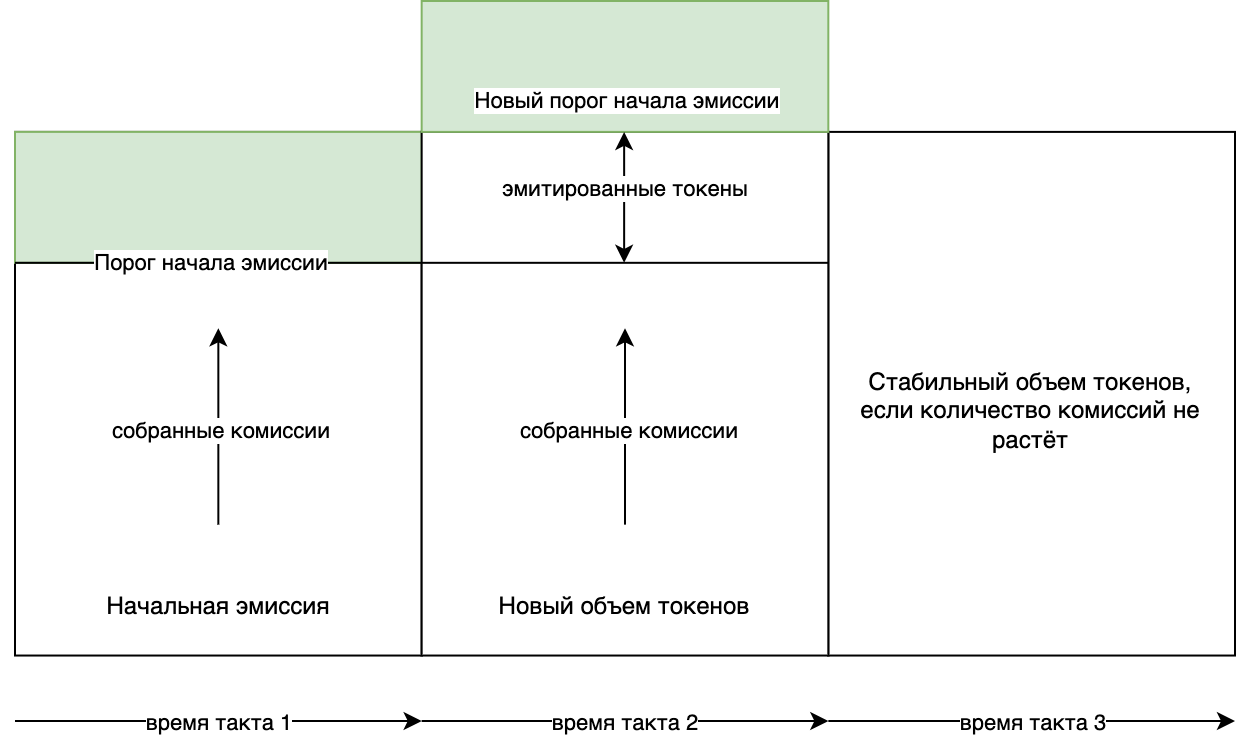 Новый порог начала эмиссии
эмитированные токены
Порог начала эмиссии
собранные комиссии
собранные комиссии
Стабильный объем токенов,
если количество комиссий не
растёт
Начальная эмиссия
Новый объем токенов
время такта 1
время такта 2
время такта 3